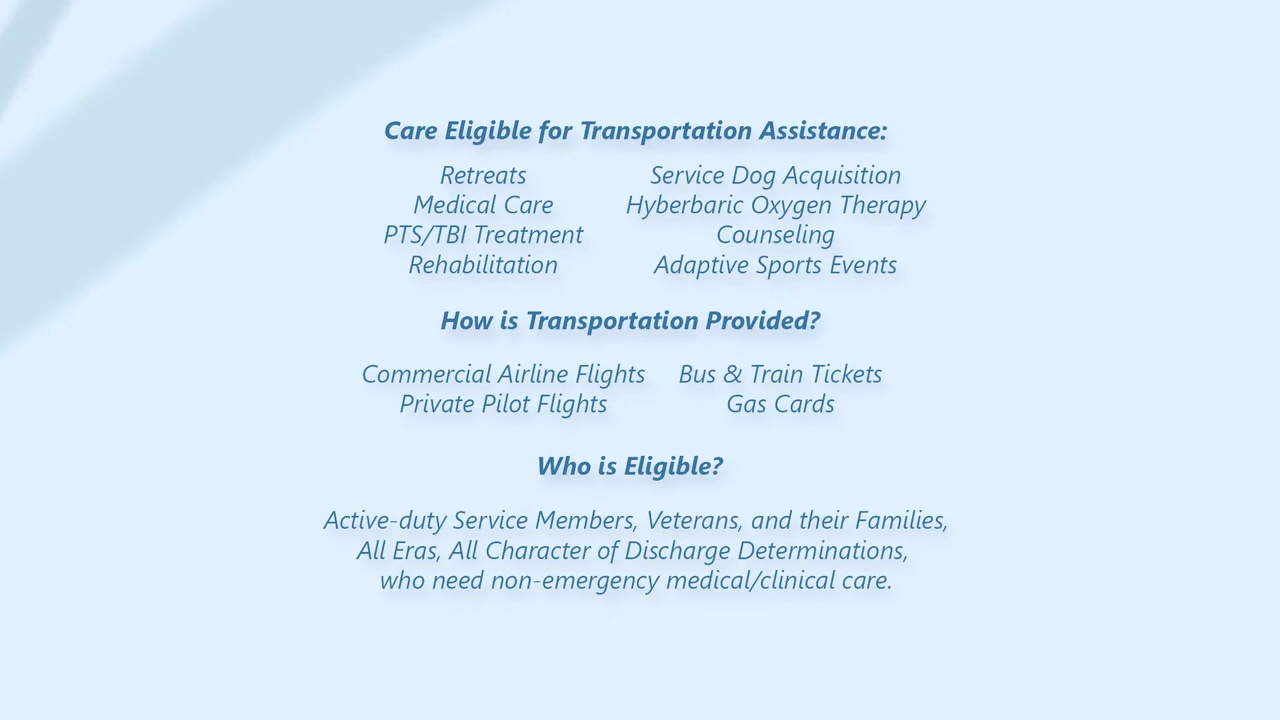 Care Eligible for Transportation Assistance:
Retreats
Medical Care
PTS/TBI Treatment
Rehabilitation
Service Dog Acquisition
Hyberbaric Oxygen Therapy
Counseling
Adaptive Sports Events
How is Transportation Provided?
Commercial Airline Flights
Private Pilot Flights
Bus & Train Tickets
Gas Cards
Who is Eligible?
Active-duty Service Members, Veterans, and their Families,
All Eras, All Character of Discharge Determinations,
who need non-emergency medical/clinical care.